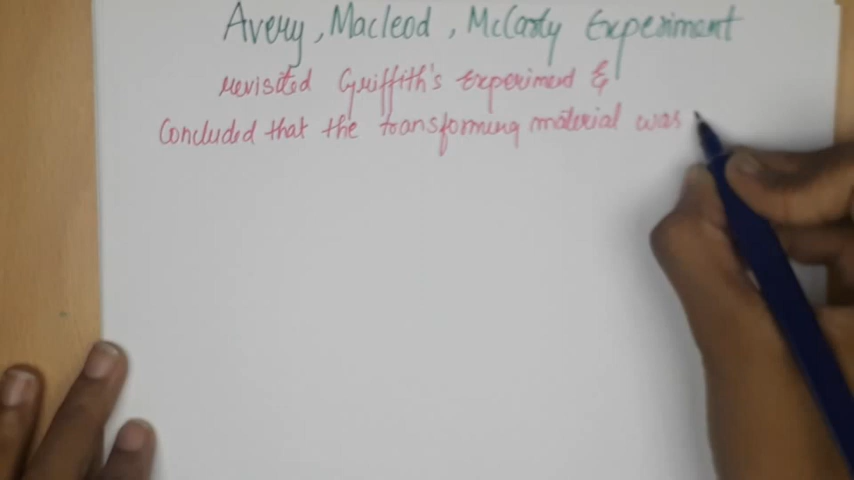 Avery, Macleod, McCarty Experiment
revisited Griffith's Experiment &
Concluded that the transforming material was